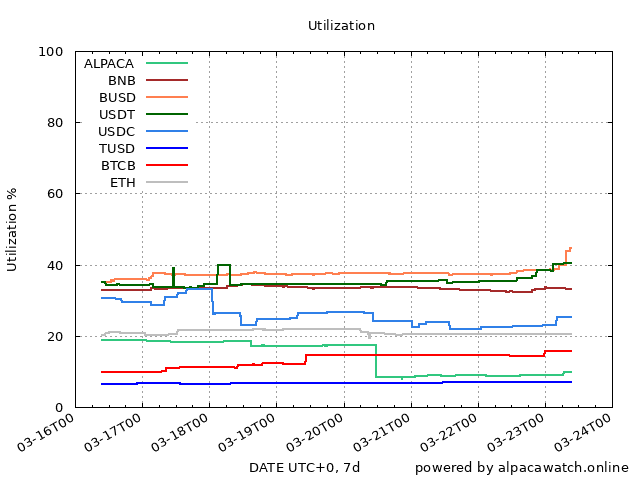 Utilization
100
80
60
40
20
0
Utilization %
ALPACA
BNB
BUSD
USDT
USDC
TUSD
BTCB
ETH
03-16T00
03-17T00
03-18T00
03-19T00
03-20T00
03-21T00
03-22T00
03-23T00
03-24T00
DATE UTC+0, 7d
powered by alpacawatch.online